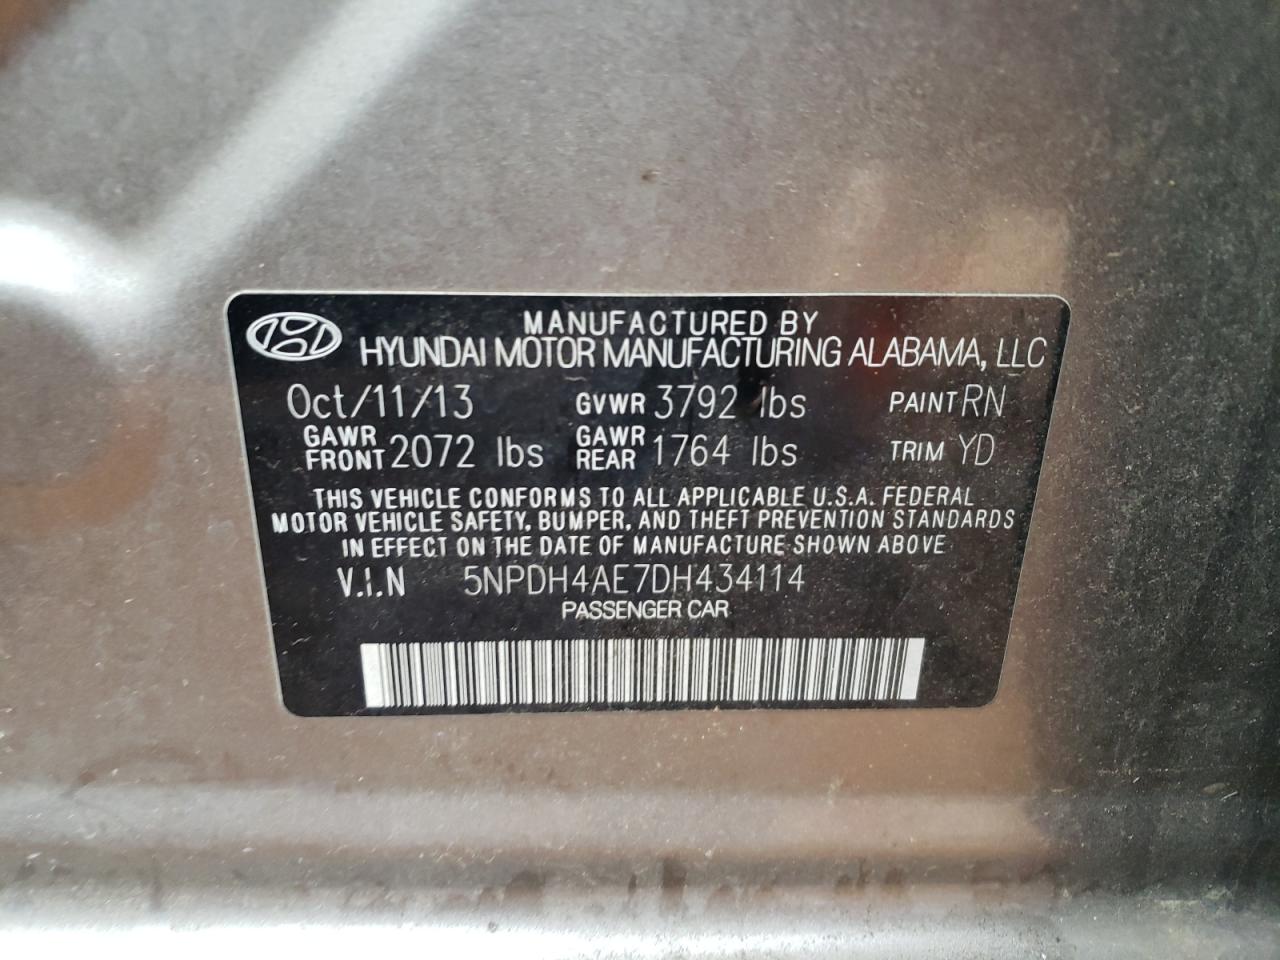 MANUFACTURED BY
HYUNDAI MOTOR MANUFACTURING ALABAMA, LLC
Oct/11/13 GVWR 3792 lbs PAINT RN
GAWR FRONT 2072 lbs GAWR REAR 1764 lbs TRIM YD
THIS VEHICLE CONFORMS TO ALL APPLICABLE U.S.A. FEDERAL
MOTOR VEHICLE SAFETY, BUMPER, AND THEFT PREVENTION STANDARDS
IN EFFECT ON THE DATE OF MANUFACTURE SHOWN ABOVE
V.I.N 5NPDH4AE7DH434114
PASSENGER CAR